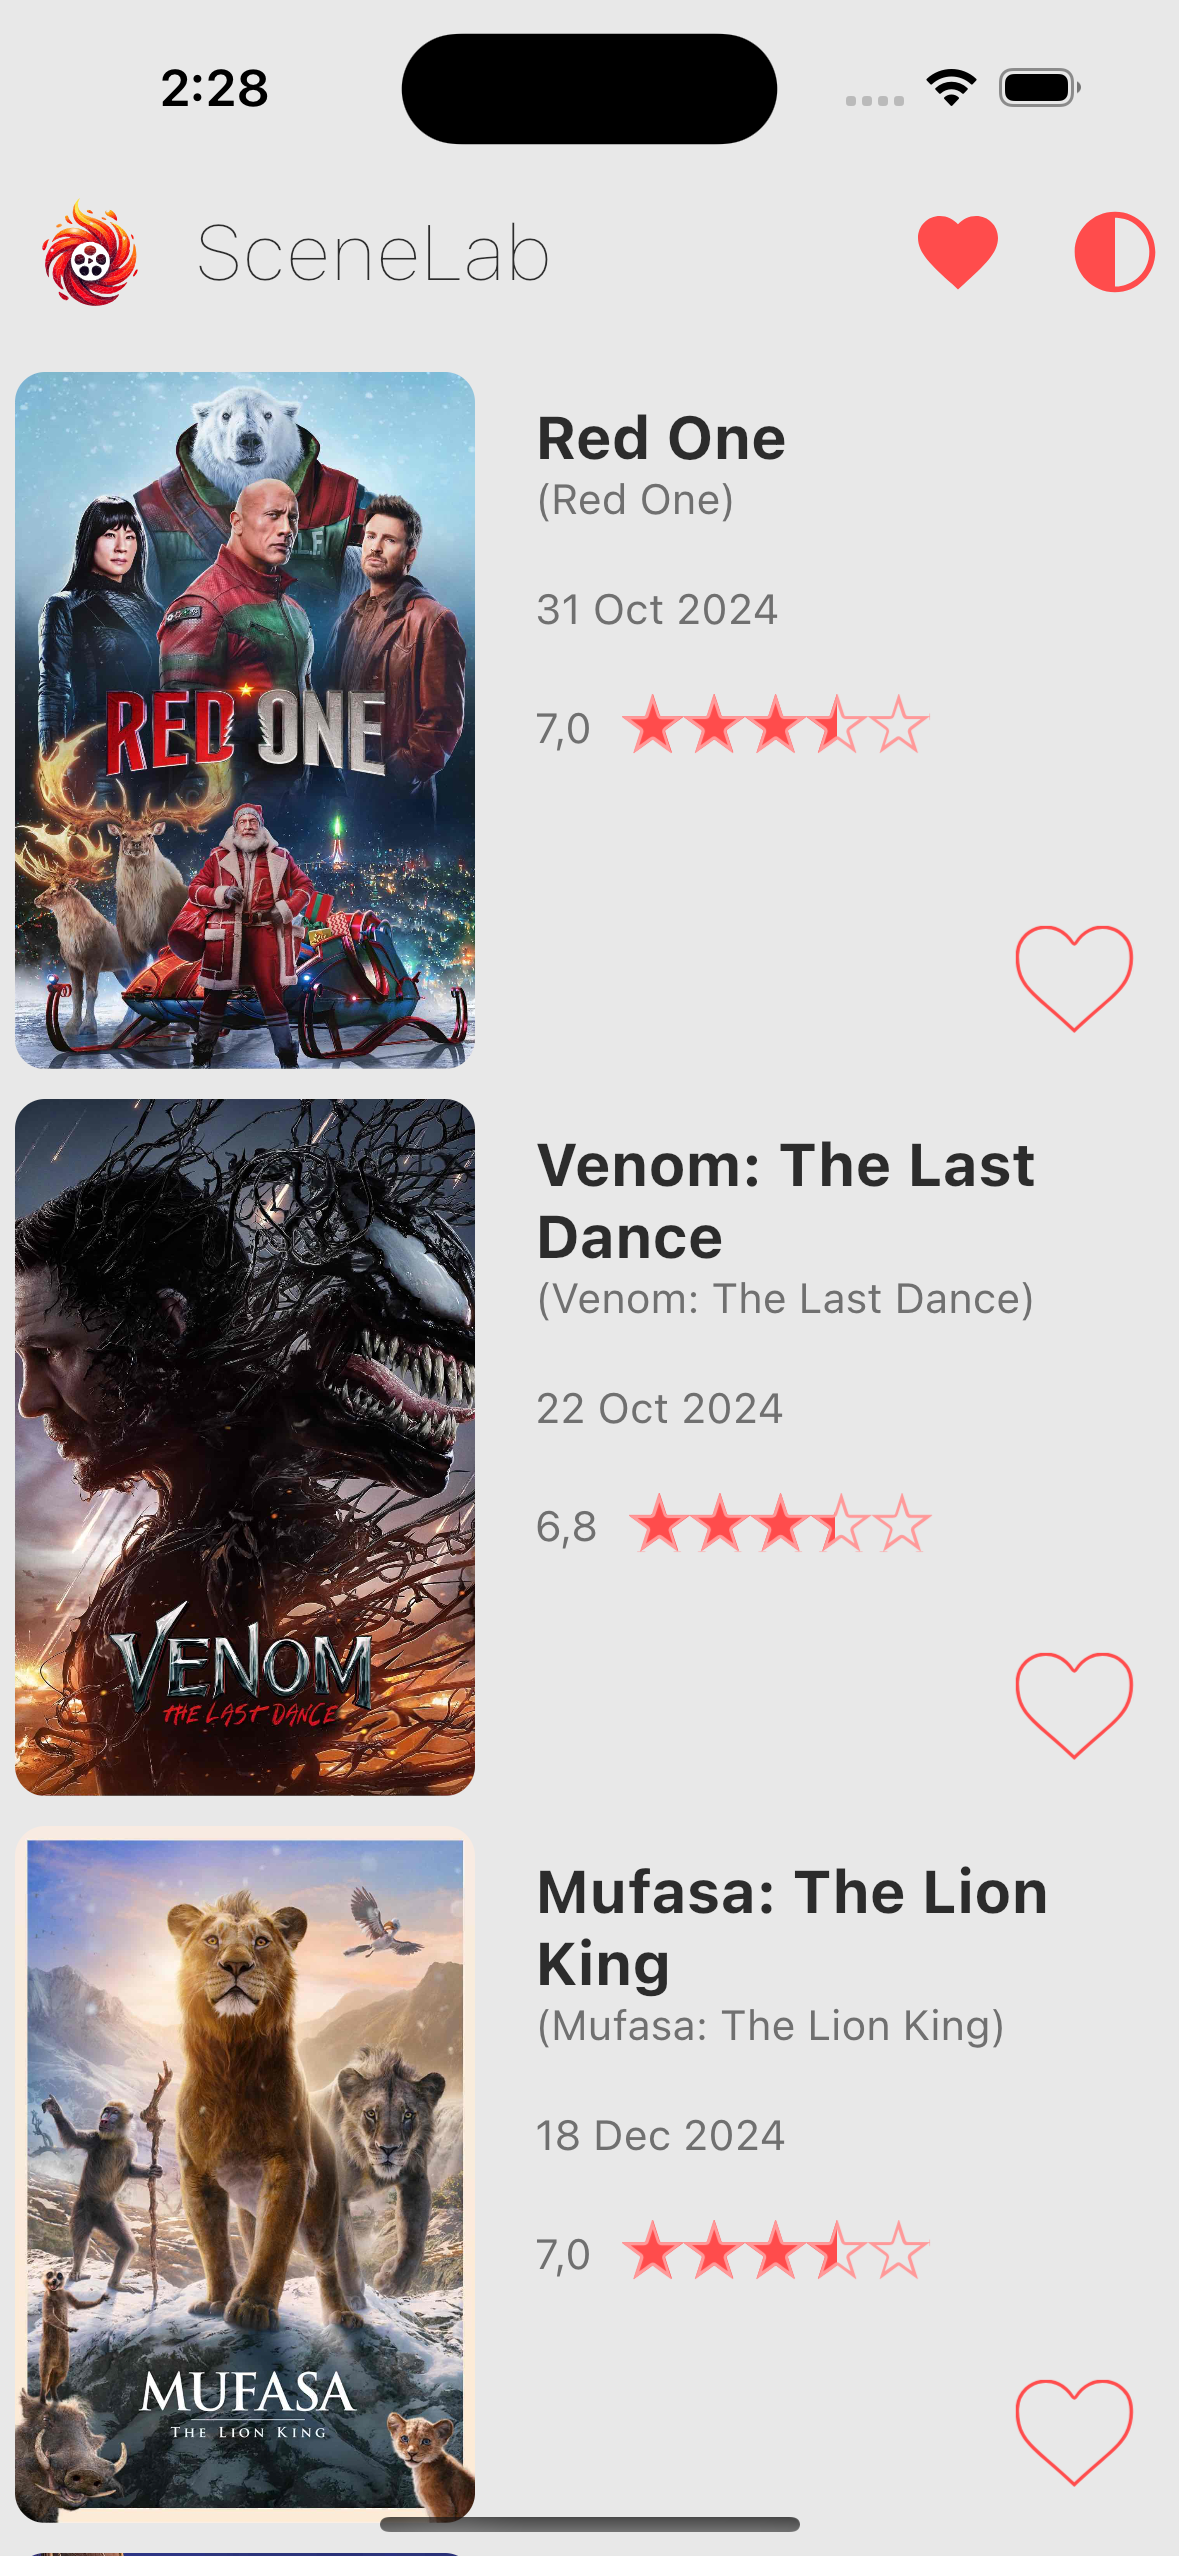 2:28
SceneLab
RED ONE
Red One
(Red One)
31 Oct 2024
7,0
VENOM
THE LAST DANCE
Venom: The Last
Dance
(Venom: The Last Dance)
22 Oct 2024
6,8
MUFASA
THE LION KING
Mufasa: The Lion
King
(Mufasa: The Lion King)
18 Dec 2024
7,0